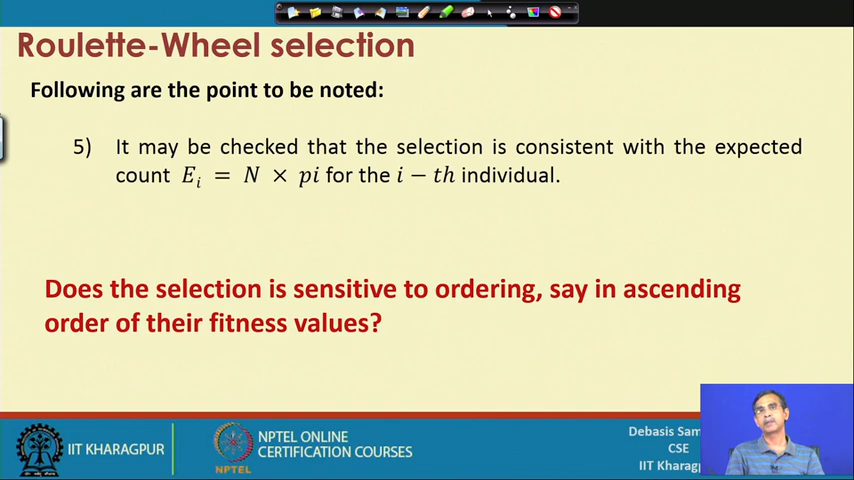 Roulette-Wheel selection
Following are the point to be noted:
5) It may be checked that the selection is consistent with the expected
count E_i = N × pi for the i − th individual.
Does the selection is sensitive to ordering, say in ascending
order of their fitness values?
IIT KHARAGPUR
NPTEL
NPTEL ONLINE
CERTIFICATION COURSES
Debasis
CSE
IIT